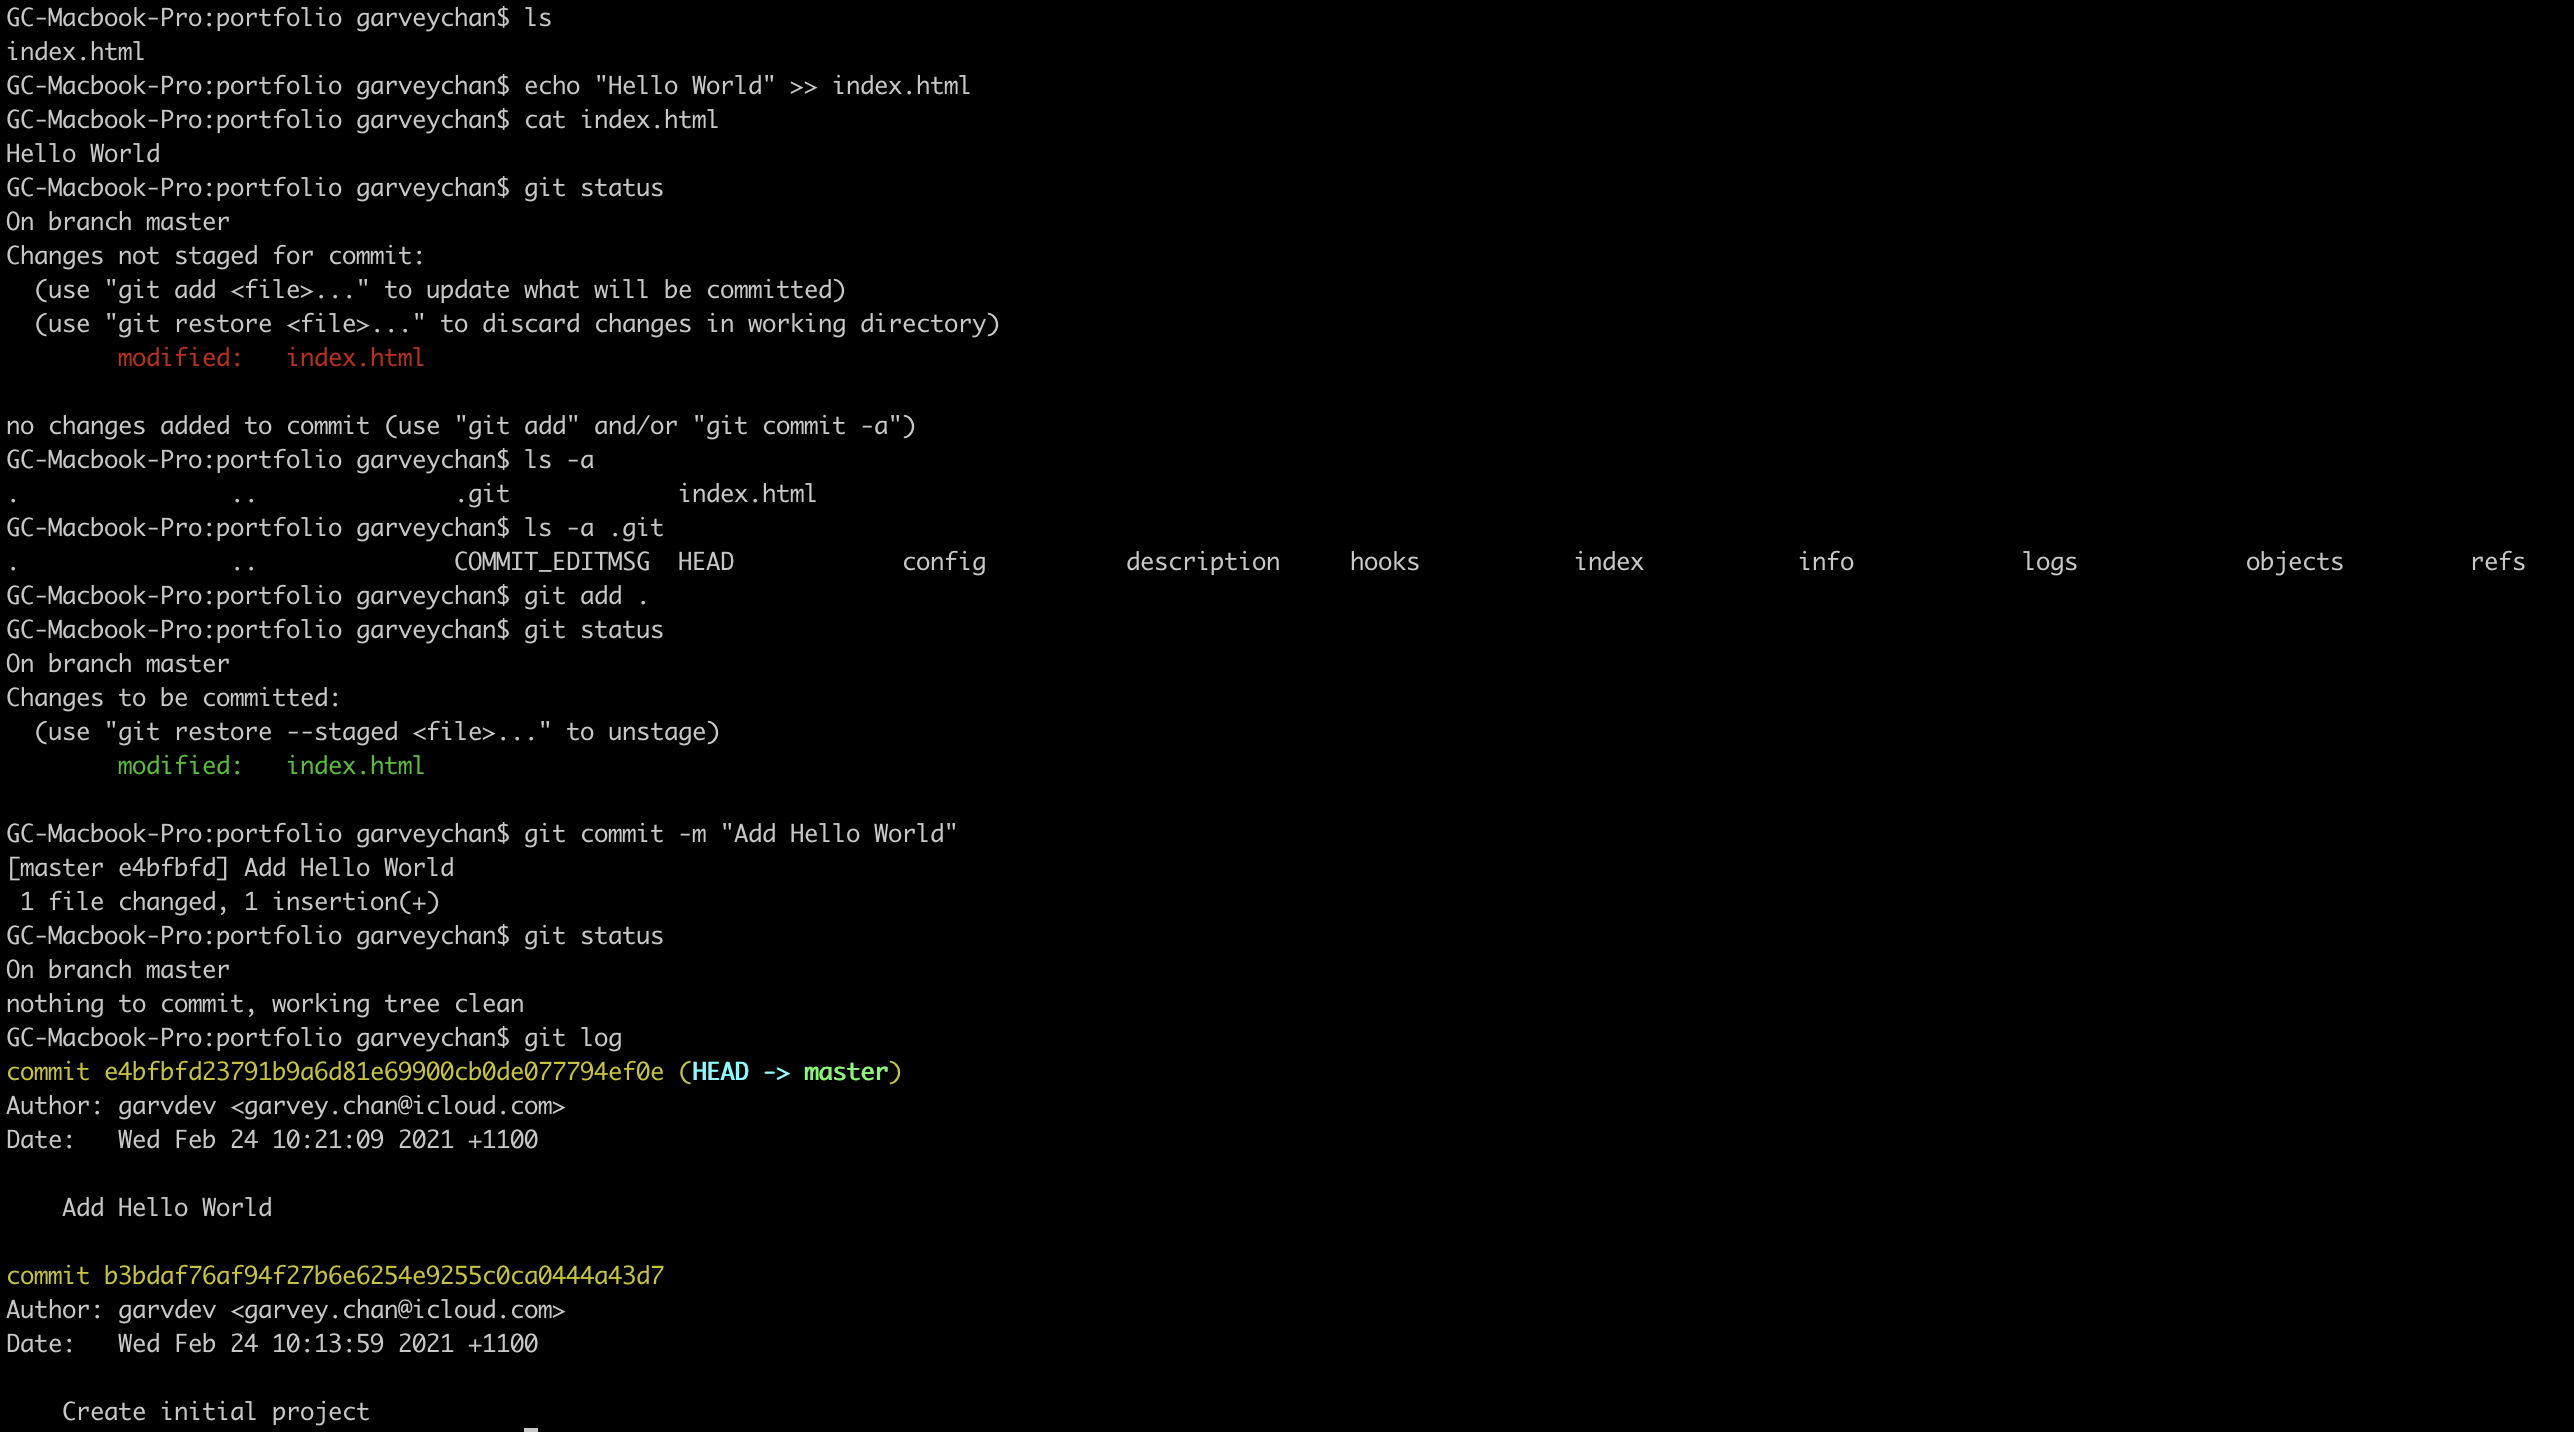 GC-Macbook-Pro:portfolio garveychan$ ls
index.html
GC-Macbook-Pro:portfolio garveychan$ echo "Hello World" >> index.html
GC-Macbook-Pro:portfolio garveychan$ cat index.html
Hello World
GC-Macbook-Pro:portfolio garveychan$ git status
On branch master
Changes not staged for commit:
  (use "git add <file>..." to update what will be committed)
  (use "git restore <file>..." to discard changes in working directory)
        modified:   index.html

no changes added to commit (use "git add" and/or "git commit -a")
GC-Macbook-Pro:portfolio garveychan$ ls -a
.               ..              .git            index.html
GC-Macbook-Pro:portfolio garveychan$ ls -a .git
.               ..              COMMIT_EDITMSG  HEAD            config          description     hooks           index           info            logs            objects         refs
GC-Macbook-Pro:portfolio garveychan$ git add .
GC-Macbook-Pro:portfolio garveychan$ git status
On branch master
Changes to be committed:
  (use "git restore --staged <file>..." to unstage)
        modified:   index.html

GC-Macbook-Pro:portfolio garveychan$ git commit -m "Add Hello World"
[master e4bfbfd] Add Hello World
 1 file changed, 1 insertion(+)
GC-Macbook-Pro:portfolio garveychan$ git status
On branch master
nothing to commit, working tree clean
GC-Macbook-Pro:portfolio garveychan$ git log
commit e4bfbfd23791b9a6d81e69900cb0de077794ef0e (HEAD -> master)
Author: garvdev <garvey.chan@icloud.com>
Date:   Wed Feb 24 10:21:09 2021 +1100

    Add Hello World

commit b3bdaf76af94f27b6e6254e9255c0ca0444a43d7
Author: garvdev <garvey.chan@icloud.com>
Date:   Wed Feb 24 10:13:59 2021 +1100

    Create initial project